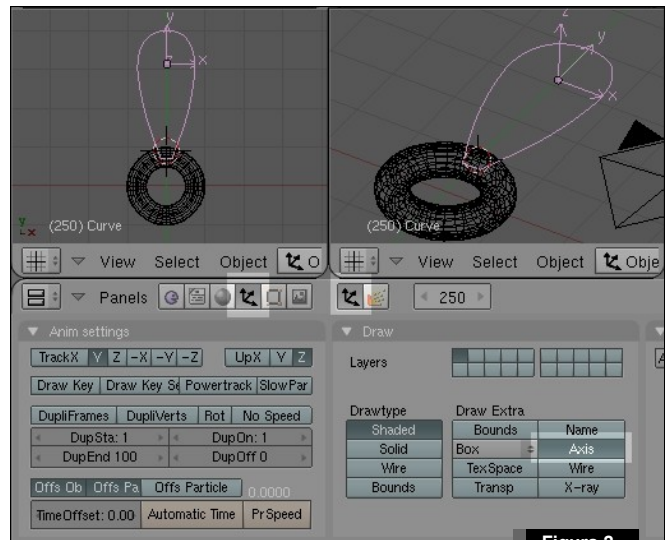 y
x
z
y
x
(250) Curve
y
x
(250) Curve
View Select Object O
View Select Object Obje
Panels
250
Anim settings
TrackX Y Z -X -Y -Z UpX Y Z
Draw Key Draw Key Se Powertrack SlowPar
DupliFrames DupliVerts Rot No Speed
DupSta: 1 DupOn: 1
DupEnd 100 DupOff 0
Offs Ob Offs Pa Offs Particle 0.0000
TimeOffset: 0.00 Automatic Time PrSpeed
Draw
Layers
Drawtype Draw Extra
Shaded Bounds Name
Solid Box Axis
Wire TexSpace Wire
Bounds Transp X-ray